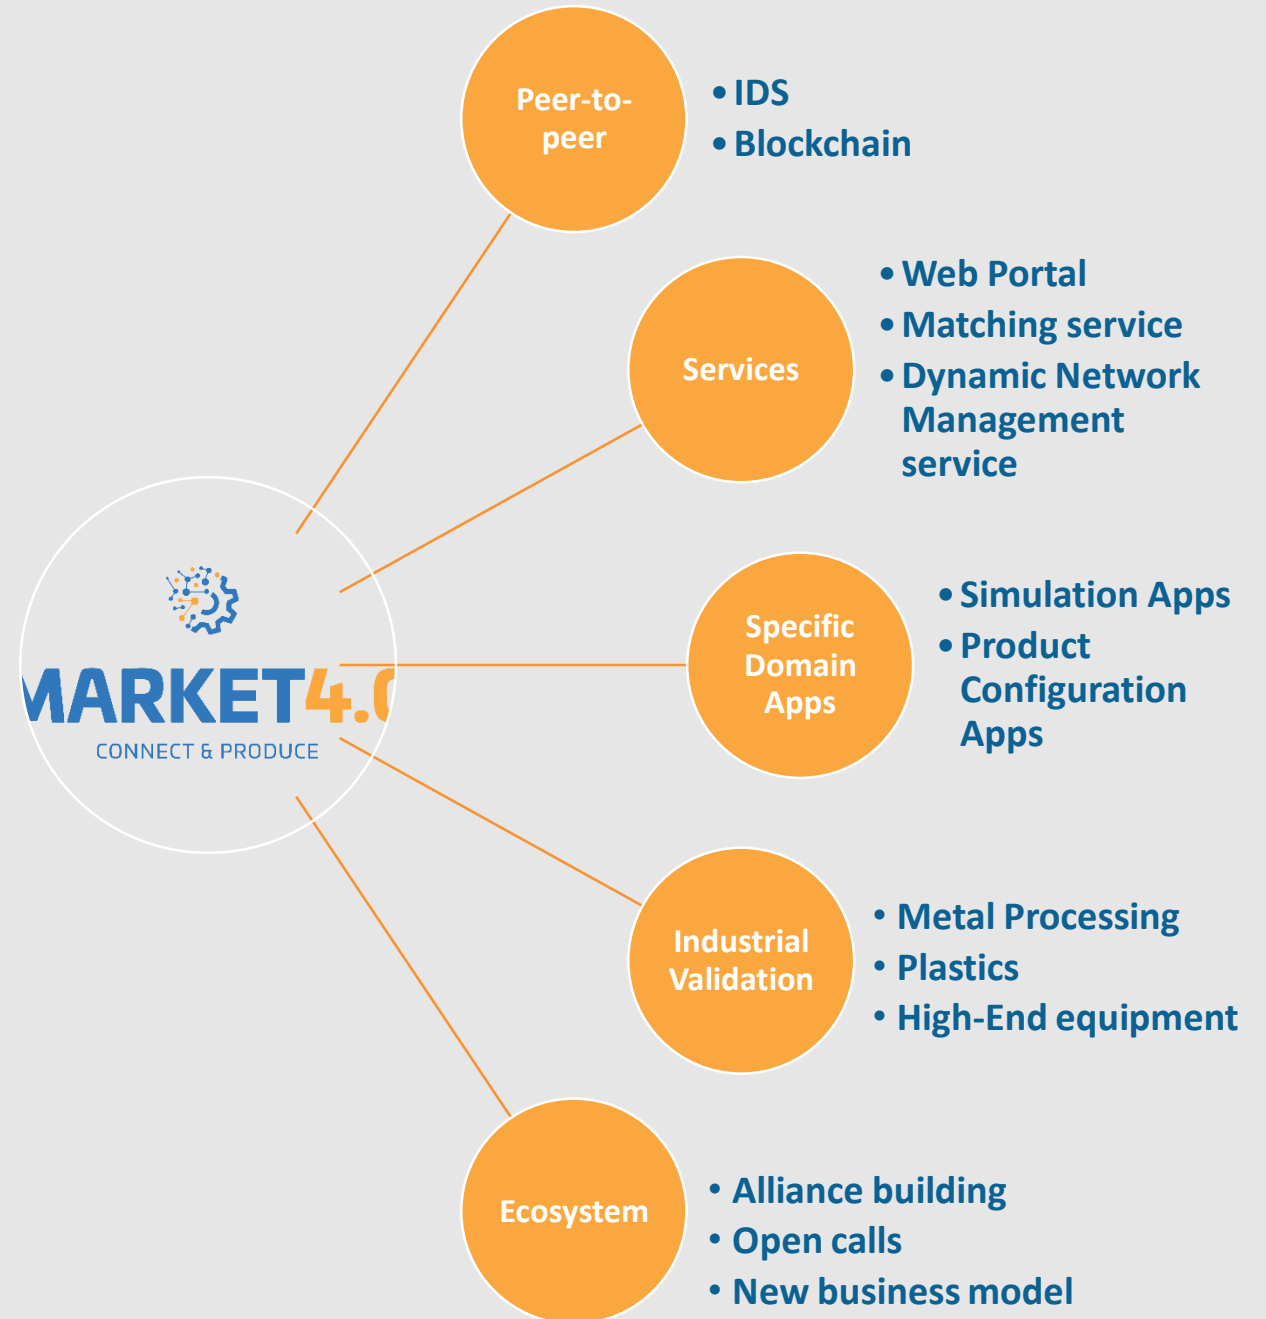 Peer-to-
peer
• IDS
• Blockchain
Services
• Web Portal
• Matching service
• Dynamic Network
Management
service
MARKET4.0
CONNECT & PRODUCE
Specific
Domain
Apps
• Simulation Apps
• Product
Configuration
Apps
Industrial
Validation
• Metal Processing
• Plastics
• High-End equipment
Ecosystem
• Alliance building
• Open calls
• New business model